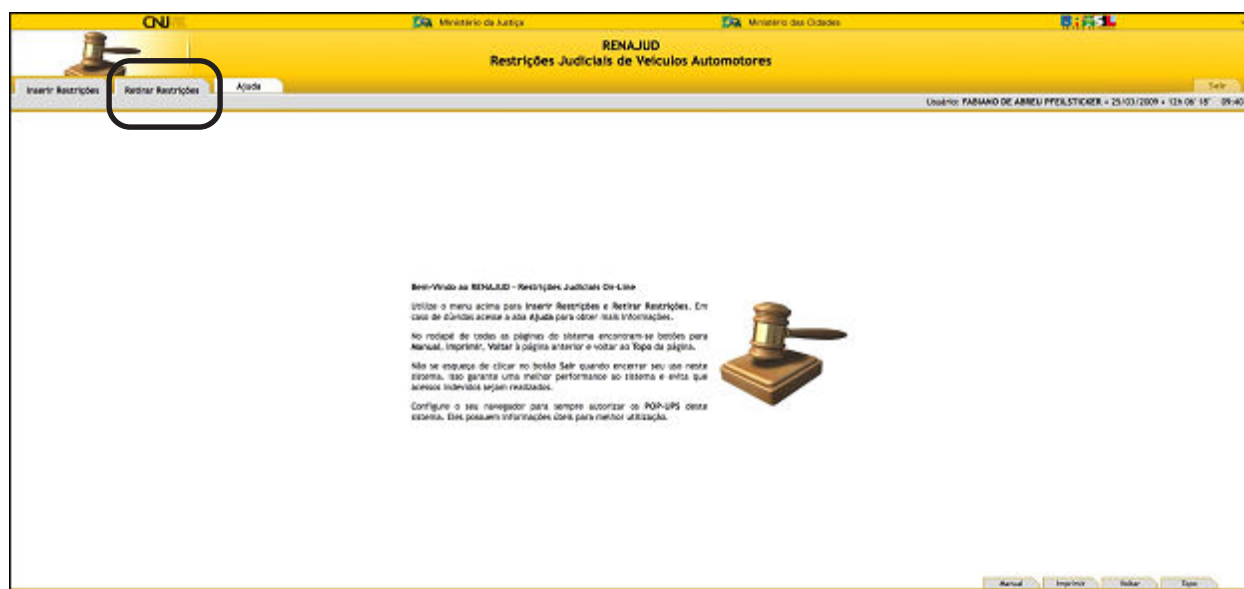 CNJ
Ministério da Justiça
Ministério das Cidades
BRASIL
RENAJUD
Restrições Judiciais de Veículos Automotores
Inserir Restrições
Retirar Restrições
Ajuda
Sair
Usuário: FABIANO DE ABREU PFEILSTICKER • 25/03/2009 • 12h 06' 18" 09:40
Bem-Vindo ao RENAJUD - Restrições Judiciais On-Line
Utilize o menu acima para Inserir Restrições e Retirar Restrições. Em
caso de dúvidas acesse a aba Ajuda para obter mais informações.
No rodapé de todas as páginas do sistema encontram-se botões para
Manual, Imprimir, Voltar à página anterior e voltar ao Topo da página.
Não se esqueça de clicar no botão Sair quando encerrar seu uso neste
sistema. Isso garante uma melhor performance ao sistema e evita que
acessos indevidos sejam realizados.
Configure o seu navegador para sempre autorizar os POP-UPS deste
sistema. Eles possuem informações úteis para melhor utilização.
Manual
Imprimir
Voltar
Topo